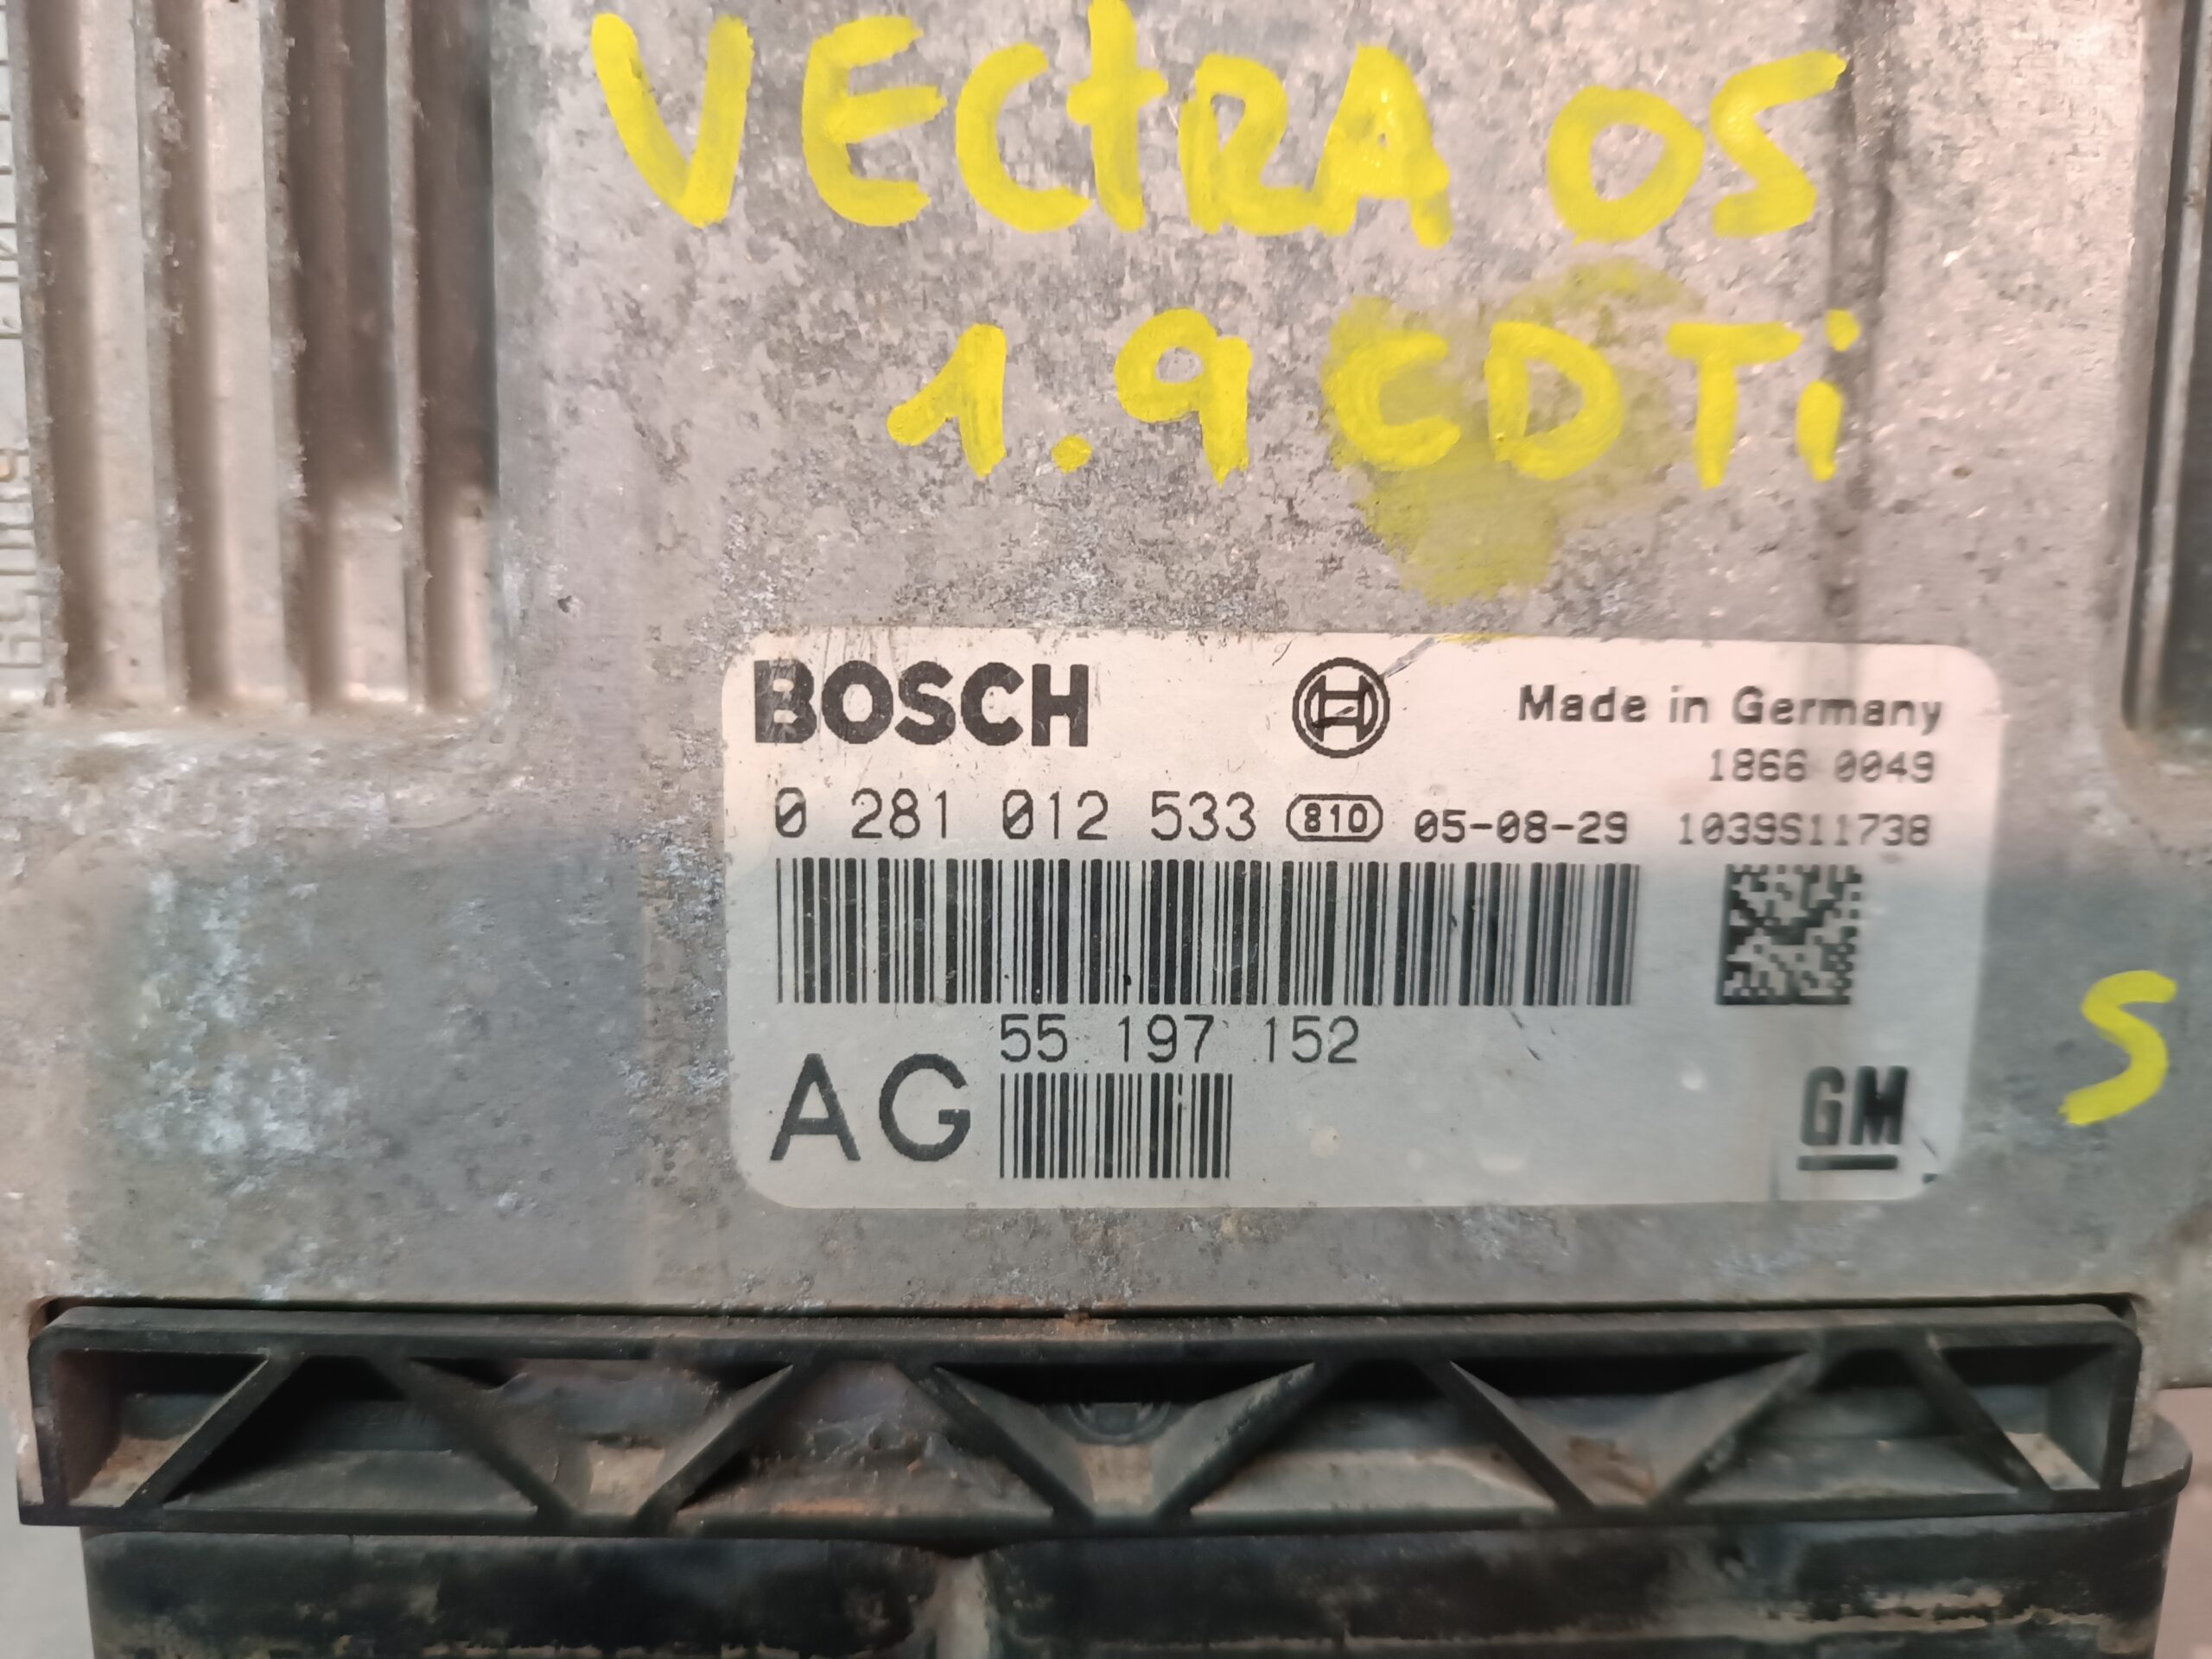 VECtRA 05
1.9 CDTi
BOSCH
Made in Germany
1866 0049
0 281 012 533 810 05-08-29 1039S11738
55 197 152
AG
GM
S